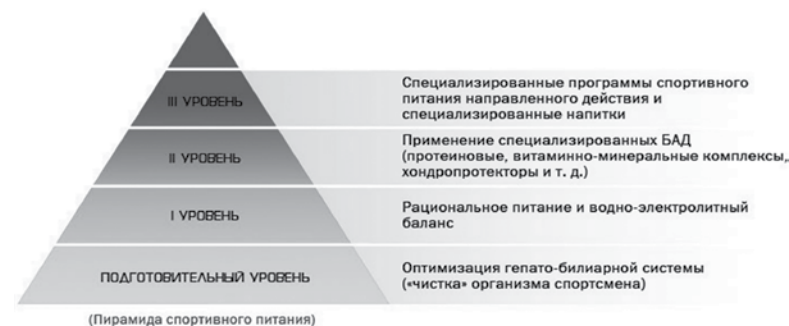 III УРОВЕНЬ
Специализированные программы спортивного
питания направленного действия и
специализированные напитки
II УРОВЕНЬ
Применение специализированных БАД
(протеиновые, витаминно-минеральные комплексы,
хондропротекторы и т. д.)
I УРОВЕНЬ
Рациональное питание и водно-электролитный
баланс
ПОДГОТОВИТЕЛЬНЫЙ УРОВЕНЬ
Оптимизация гепато-билиарной системы
(«чистка» организма спортсмена)
(Пирамида спортивного питания)